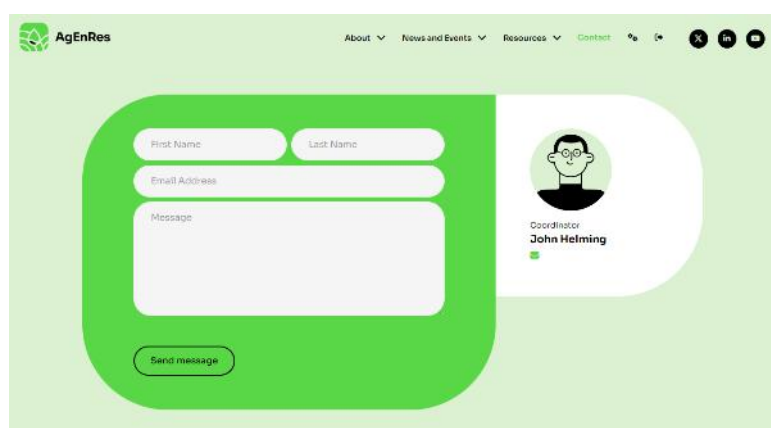 AgEnRes
About News and Events Resources Contact
First Name Last Name
Email Address
Message
Send message
Coordinator
John Helming